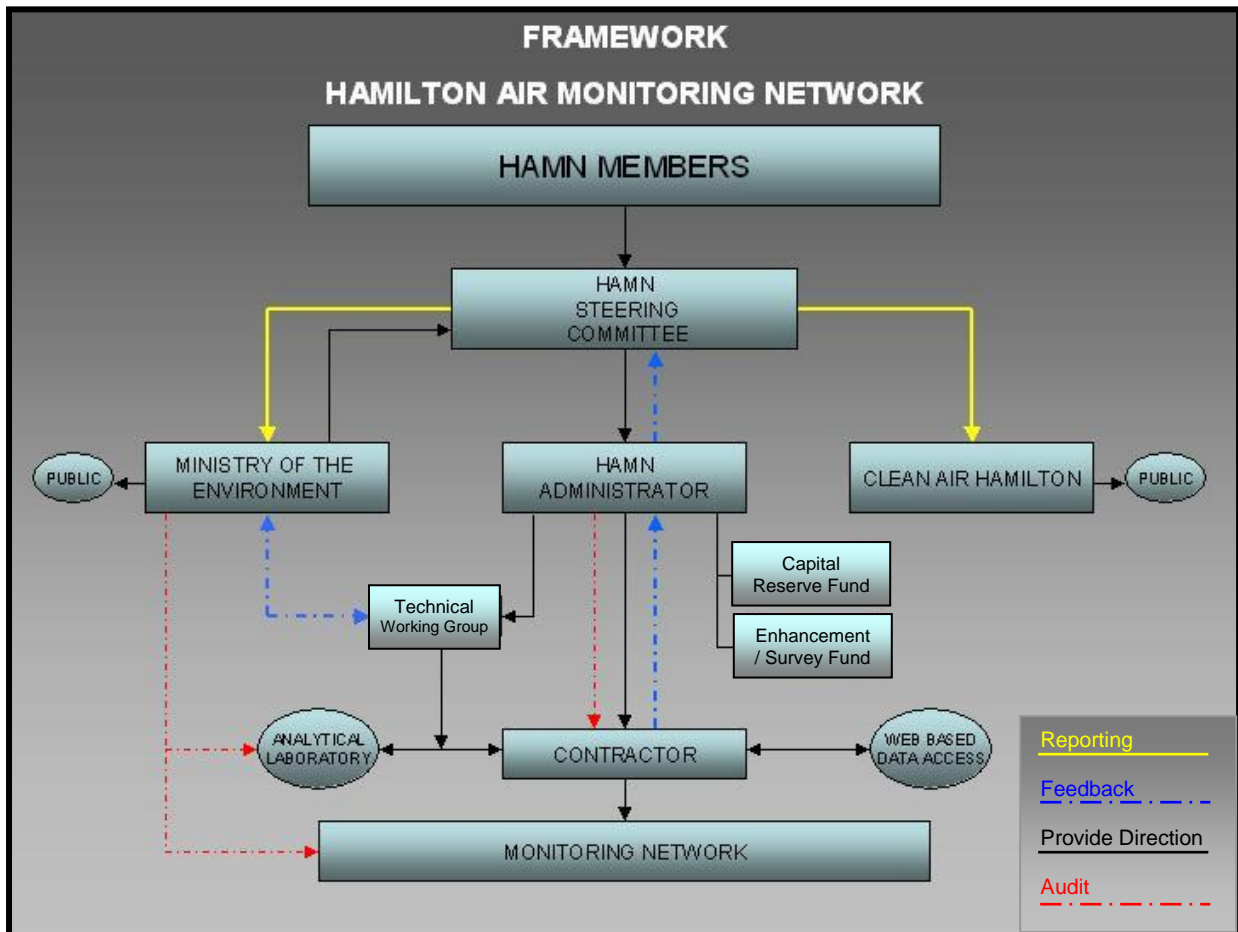 FRAMEWORK
HAMILTON AIR MONITORING NETWORK
HAMN MEMBERS
HAMN
STEERING
COMMITTEE
PUBLIC
MINISTRY OF THE
ENVIRONMENT
HAMN
ADMINISTRATOR
CLEAN AIR HAMILTON
PUBLIC
Capital
Reserve Fund
Technical
Working Group
Enhancement
/ Survey Fund
ANALYTICAL
LABORATORY
CONTRACTOR
WEB BASED
DATA ACCESS
MONITORING NETWORK
Reporting
Feedback
Provide Direction
Audit